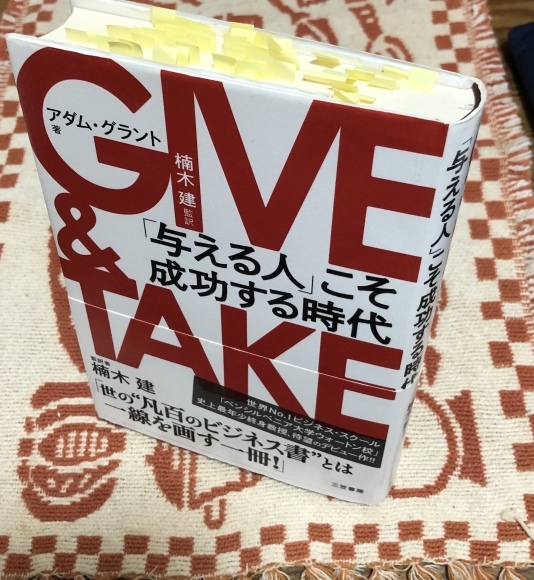 GIVE
&
TAKE
アダム・グラント
著
楠木 建
監訳
「与える人」こそ
成功する時代
監訳者
楠木 建
「世の“凡百のビジネス書”とは
一線を画す一冊!」
世界No.1ビジネス・スクール
「ペンシルベニア大学ウォートン校」
史上最年少終身教授、待望のデビュー作!!
三笠書房
「与える人」こそ成功する時代